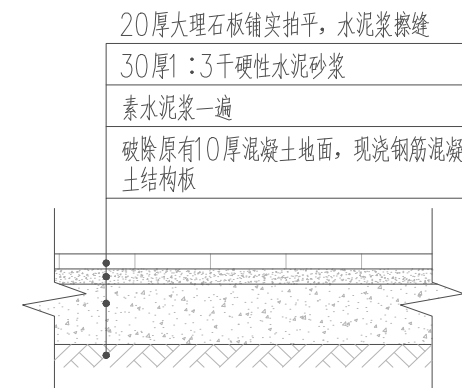 20厚大理石板铺实拍平，水泥浆擦缝
30厚1：3干硬性水泥砂浆
素水泥浆一遍
破除原有10厚混凝土地面，现浇钢筋混凝
土结构板